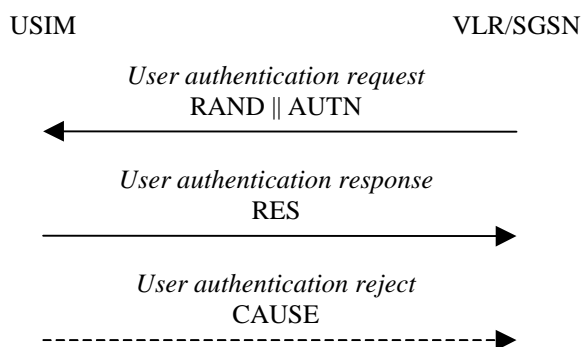 USIM VLR/SGSN
User authentication request
RAND || AUTN
User authentication response
RES
User authentication reject
CAUSE